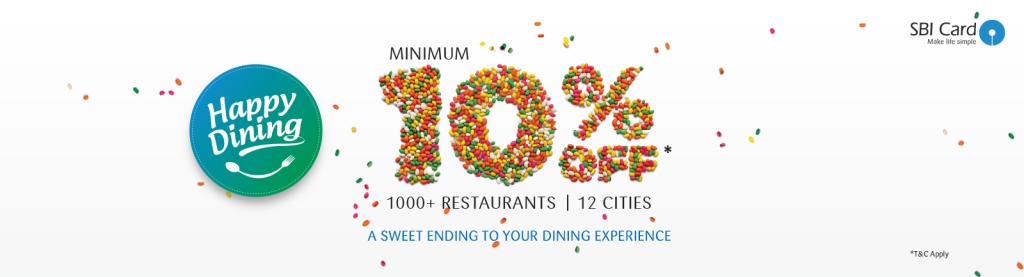 SBI Card
Make life simple
Happy
Dining
MINIMUM
10%
OFF*
1000+ RESTAURANTS | 12 CITIES
A SWEET ENDING TO YOUR DINING EXPERIENCE
*T&C Apply